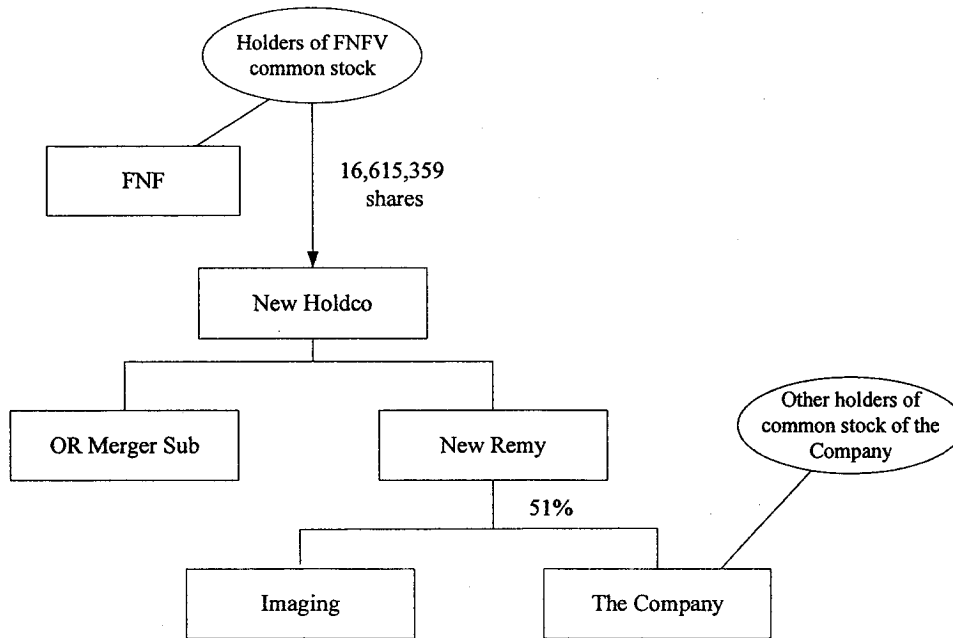 Holders of FNFV
common stock
FNF
16,615,359
shares
New Holdco
OR Merger Sub
New Remy
Other holders of
common stock of the
Company
51%
Imaging
The Company